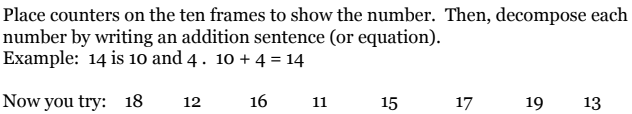 Place counters on the ten frames to show the number.  Then, decompose each
number by writing an addition sentence (or equation).
Example:  14 is 10 and 4 .  10 + 4 = 14
Now you try:   18   12   16   11   15   17   19   13